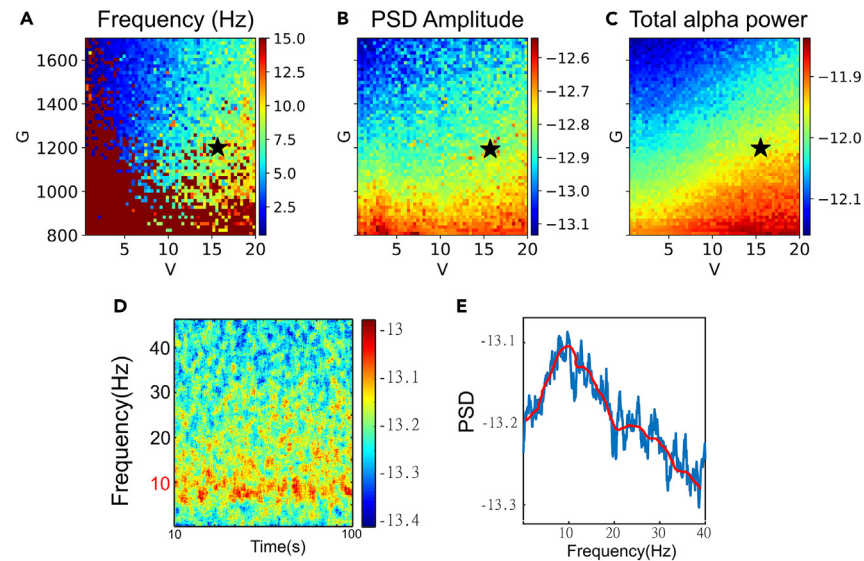 A Frequency (Hz)
B PSD Amplitude
C Total alpha power
G
1600
1400
1200
1000
800
5 10 15 20
V
15.0
12.5
10.0
7.5
5.0
2.5
G
5 10 15 20
V
−12.6
−12.7
−12.8
−12.9
−13.0
−13.1
G
5 10 15 20
V
−11.9
−12.0
−12.1
D
Frequency(Hz)
40
30
20
10
10 100
Time(s)
-13
-13.1
-13.2
-13.3
-13.4
E
PSD
-13.1
-13.2
-13.3
10 20 30 40
Frequency(Hz)